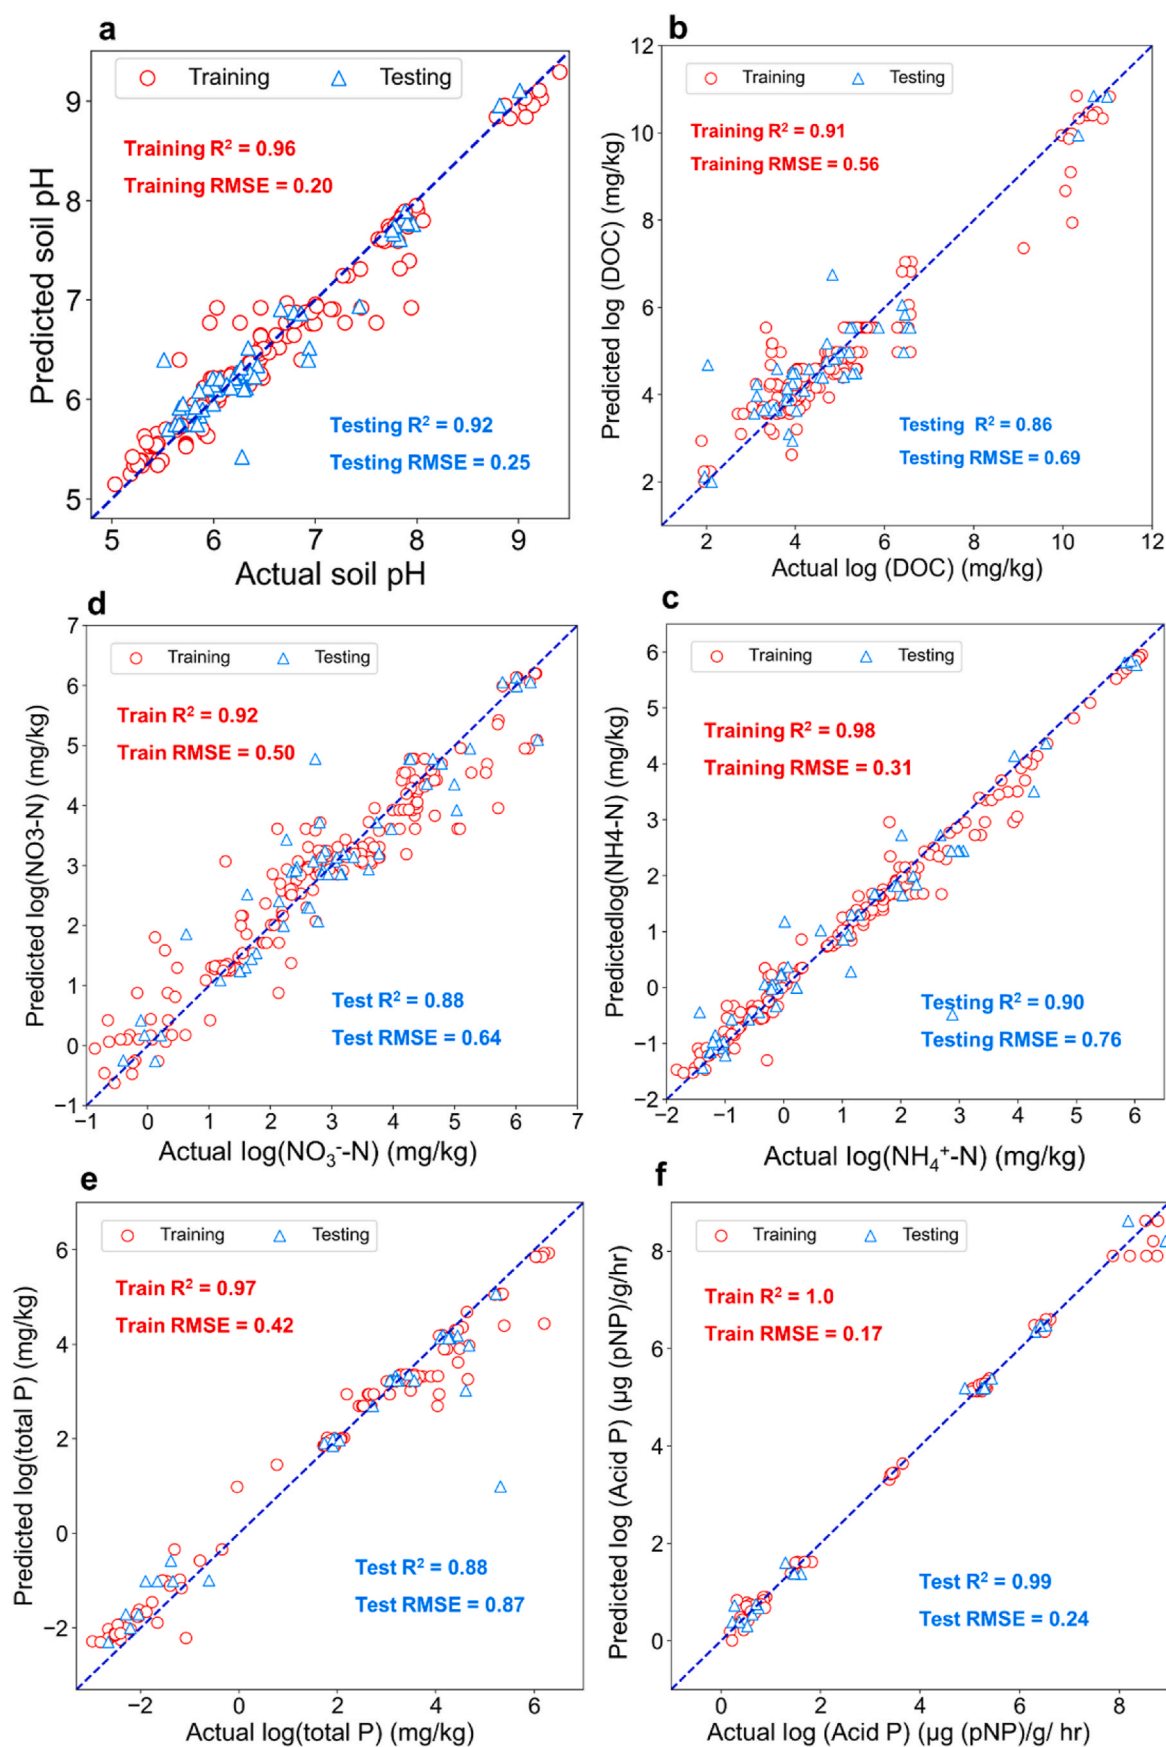 a
Training Testing
Training R² = 0.96
Training RMSE = 0.20
Testing R² = 0.92
Testing RMSE = 0.25
9
8
7
6
5
5 6 7 8 9
Predicted soil pH
Actual soil pH
b
Training Testing
Training R² = 0.91
Training RMSE = 0.56
Testing R² = 0.86
Testing RMSE = 0.69
12
10
8
6
4
2
2 4 6 8 10 12
Predicted log (DOC) (mg/kg)
Actual log (DOC) (mg/kg)
d
Training Testing
Train R² = 0.92
Train RMSE = 0.50
Test R² = 0.88
Test RMSE = 0.64
7
6
5
4
3
2
1
0
−1
−1 0 1 2 3 4 5 6 7
Predicted log(NO3-N) (mg/kg)
Actual log(NO₃⁻-N) (mg/kg)
c
Training Testing
Training R² = 0.98
Training RMSE = 0.31
Testing R² = 0.90
Testing RMSE = 0.76
6
5
4
3
2
1
0
−1
−2
−2 −1 0 1 2 3 4 5 6
Predictedlog(NH4-N) (mg/kg)
Actual log(NH₄⁺-N) (mg/kg)
e
Training Testing
Train R² = 0.97
Train RMSE = 0.42
Test R² = 0.88
Test RMSE = 0.87
6
4
2
0
−2
−2 0 2 4 6
Predicted log(total P) (mg/kg)
Actual log(total P) (mg/kg)
f
Training Testing
Train R² = 1.0
Train RMSE = 0.17
Test R² = 0.99
Test RMSE = 0.24
8
6
4
2
0
0 2 4 6 8
Predicted log (Acid P) (µg (pNP)/g/hr)
Actual log (Acid P) (µg (pNP)/g/ hr)